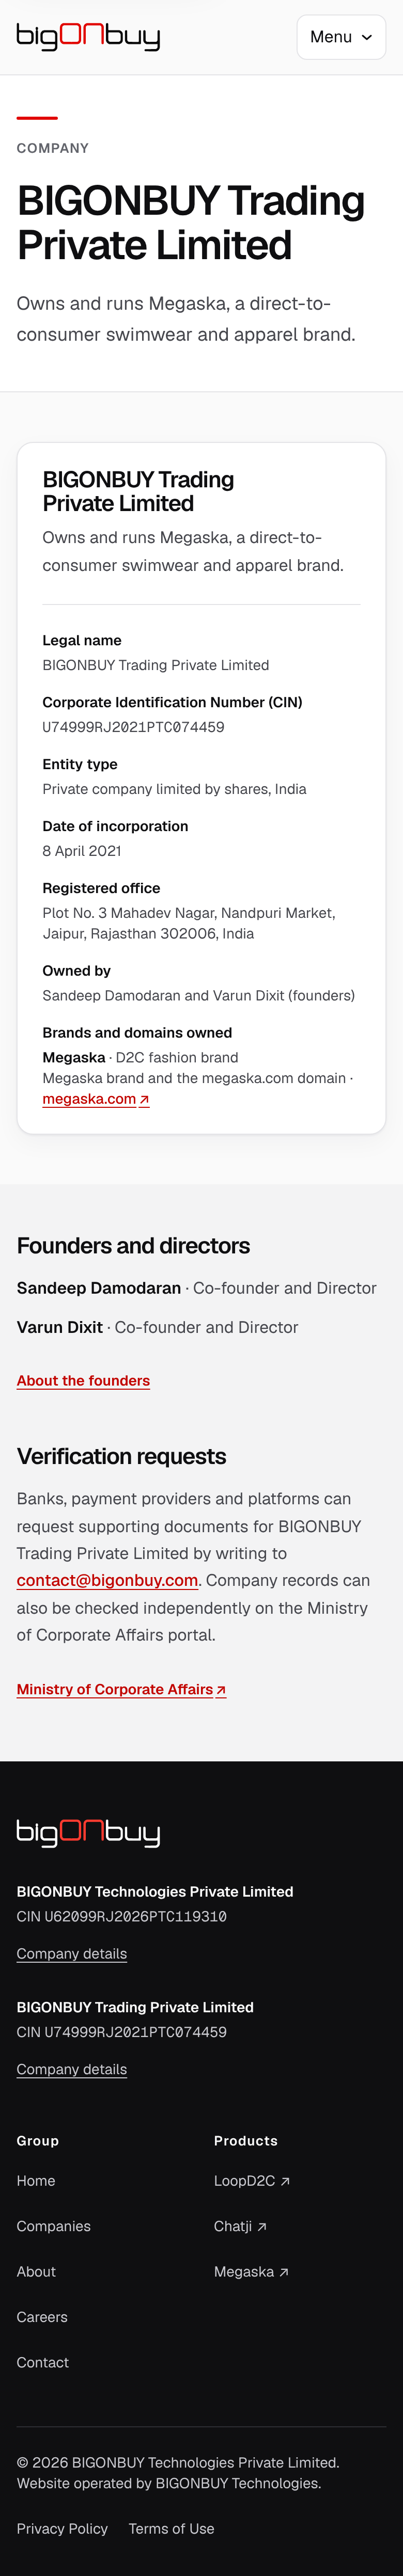 bigONbuy
Menu
COMPANY
BIGONBUY Trading
Private Limited
Owns and runs Megaska, a direct-to-
consumer swimwear and apparel brand.
BIGONBUY Trading
Private Limited
Owns and runs Megaska, a direct-to-
consumer swimwear and apparel brand.
Legal name
BIGONBUY Trading Private Limited
Corporate Identification Number (CIN)
U74999RJ2021PTC074459
Entity type
Private company limited by shares, India
Date of incorporation
8 April 2021
Registered office
Plot No. 3 Mahadev Nagar, Nandpuri Market,
Jaipur, Rajasthan 302006, India
Owned by
Sandeep Damodaran and Varun Dixit (founders)
Brands and domains owned
Megaska · D2C fashion brand
Megaska brand and the megaska.com domain ·
megaska.com ↗
Founders and directors
Sandeep Damodaran · Co-founder and Director
Varun Dixit · Co-founder and Director
About the founders
Verification requests
Banks, payment providers and platforms can
request supporting documents for BIGONBUY
Trading Private Limited by writing to
contact@bigonbuy.com. Company records can
also be checked independently on the Ministry
of Corporate Affairs portal.
Ministry of Corporate Affairs ↗
bigONbuy
BIGONBUY Technologies Private Limited
CIN U62099RJ2026PTC119310
Company details
BIGONBUY Trading Private Limited
CIN U74999RJ2021PTC074459
Company details
Group
Home
Companies
About
Careers
Contact
Products
LoopD2C ↗
Chatji ↗
Megaska ↗
© 2026 BIGONBUY Technologies Private Limited.
Website operated by BIGONBUY Technologies.
Privacy Policy Terms of Use